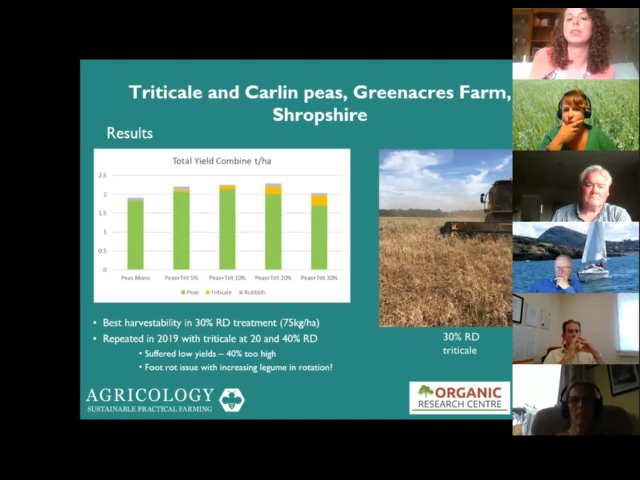 Triticale and Carlin peas, Greenacres Farm,
Shropshire
Results
Total Yield Combine t/ha
2.5
2
1.5
1
0.5
0
Peas Mono
Peas+Trit 5%
Peas+Trit 10%
Peas+Trit 20%
Peas+Trit 30%
Peas
Triticale
Rubbish
30% RD
triticale
• Best harvestability in 30% RD treatment (75kg/ha)
• Repeated in 2019 with triticale at 20 and 40% RD
• Suffered low yields – 40% too high
• Foot rot issue with increasing legume in rotation?
AGRICOLOGY
SUSTAINABLE PRACTICAL FARMING
ORGANIC
RESEARCH CENTRE